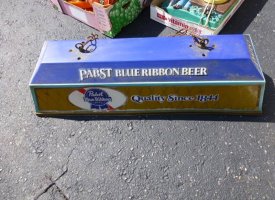 PABST BLUE RIBBON BEER
Pabst
Blue Ribbon
Quality Since 1844